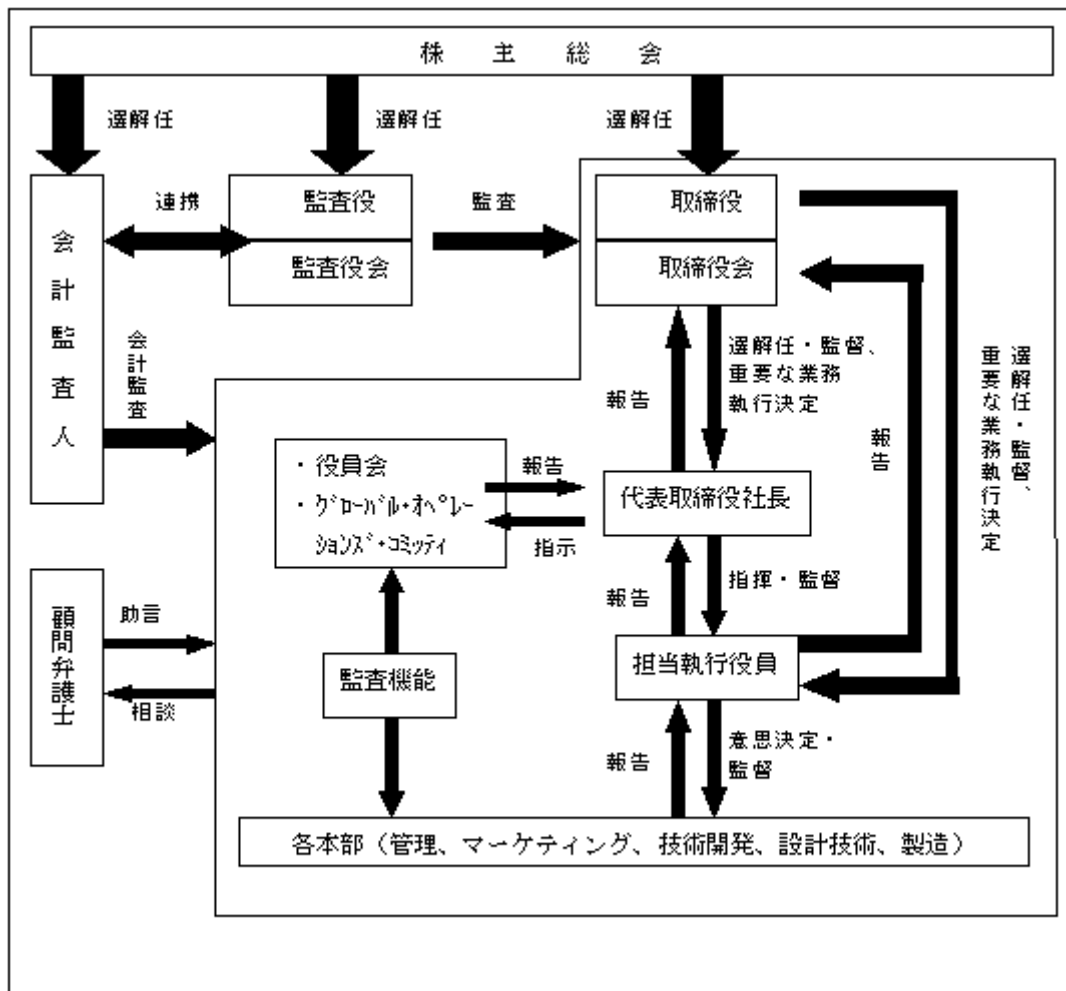 株主総会
選解任
選解任
選解任
会計監査人
連携
監査役
監査役会
監査
取締役
取締役会
会計監査
選解任・監督、
重要な業務
執行決定
報告
選解任・監督、
重要な業務執行決定
報告
・役員会
・グローバル・オペレー
ションズ・コミッティ
報告
指示
代表取締役社長
指揮・監督
報告
顧問弁護士
助言
相談
監査機能
担当執行役員
意思決定・
監督
報告
各本部（管理、マーケティング、技術開発、設計技術、製造）